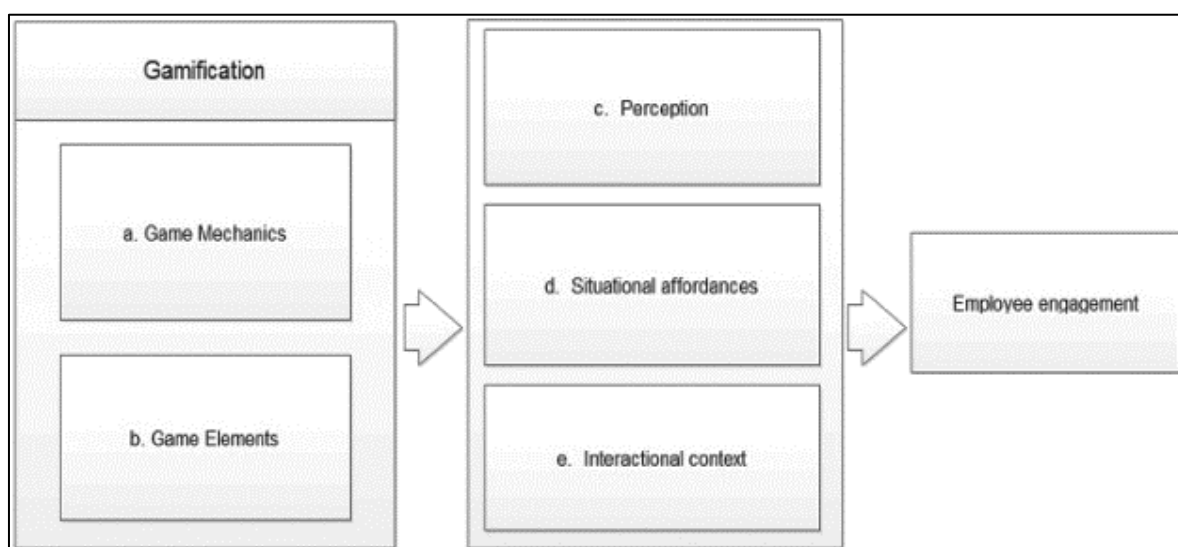 Gamification
a. Game Mechanics
b. Game Elements
c. Perception
d. Situational affordances
e. Interactional context
Employee engagement